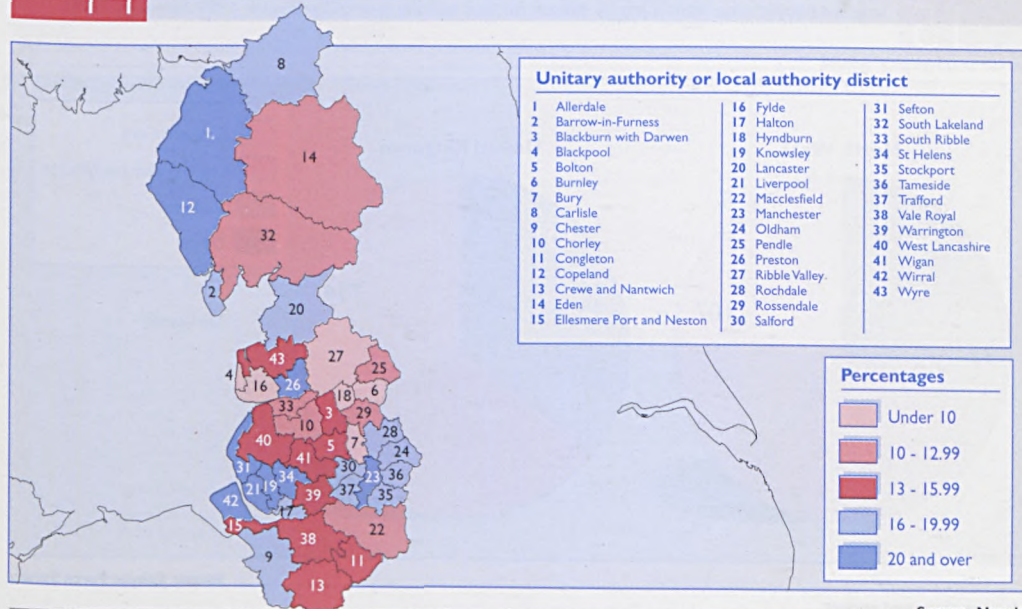 Unitary authority or local authority district
1 Allerdale
2 Barrow-in-Furness
3 Blackburn with Darwen
4 Blackpool
5 Bolton
6 Burnley
7 Bury
8 Carlisle
9 Chester
10 Chorley
11 Congleton
12 Copeland
13 Crewe and Nantwich
14 Eden
15 Ellesmere Port and Neston
16 Fylde
17 Halton
18 Hyndburn
19 Knowsley
20 Lancaster
21 Liverpool
22 Macclesfield
23 Manchester
24 Oldham
25 Pendle
26 Preston
27 Ribble Valley
28 Rochdale
29 Rossendale
30 Salford
31 Sefton
32 South Lakeland
33 South Ribble
34 St Helens
35 Stockport
36 Tameside
37 Trafford
38 Vale Royal
39 Warrington
40 West Lancashire
41 Wigan
42 Wirral
43 Wyre
Percentages
Under 10
10 - 12.99
13 - 15.99
16 - 19.99
20 and over
8
1
14
12
32
2
20
43
27
4
16
26
25
18
6
33
3
29
10
40
5
7
28
41
24
31
30
34
23
36
21
19
37
35
42
39
17
15
22
38
9
11
13